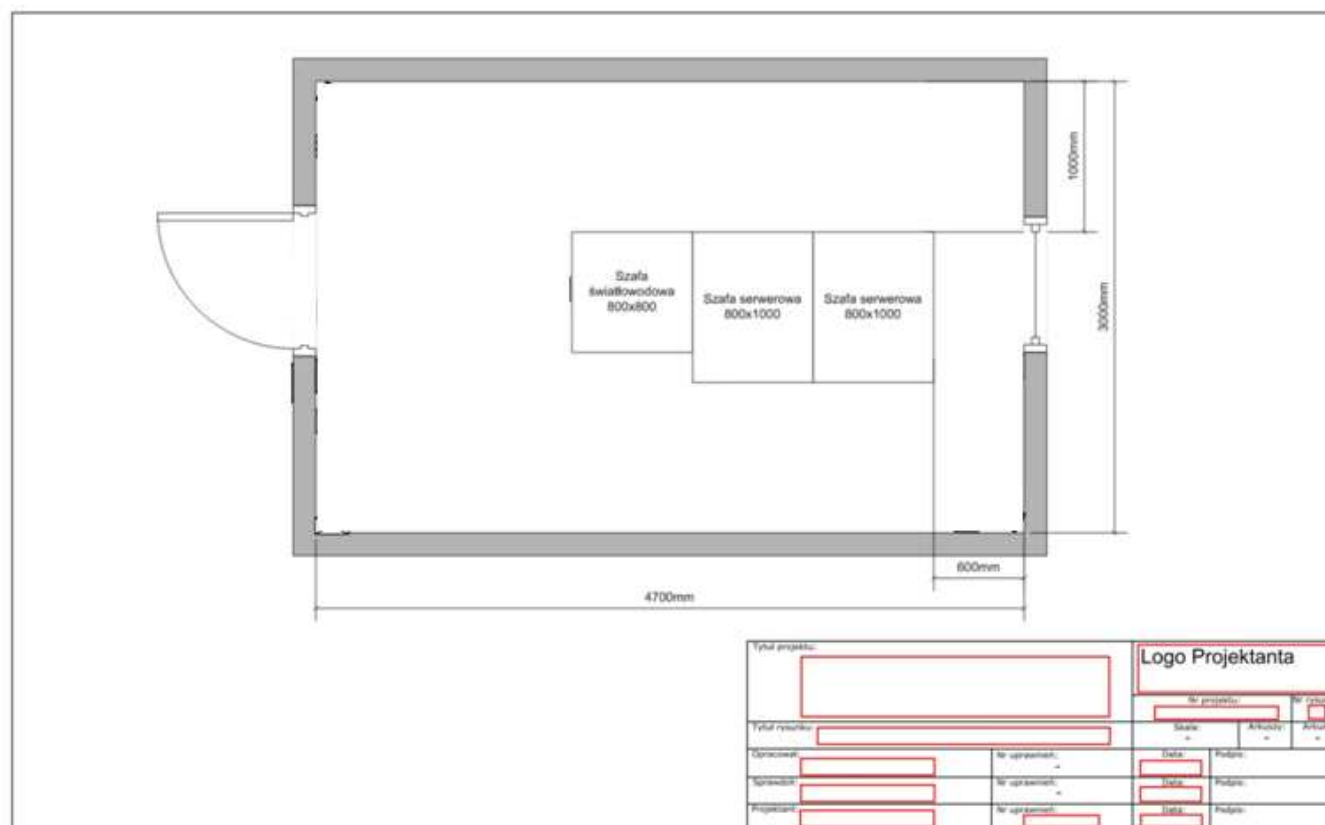 1000mm
3000mm
Szafa
światłowodowa
800x800
Szafa serwerowa
800x1000
Szafa serwerowa
800x1000
600mm
4700mm
Tytuł projektu:
Logo Projektanta
Nr projektu:
Tytuł rysunku:
Skala:
-
Arkuszy:
-
-
Opracował:
Nr uprawnień:
-
Data:
Podpis:
Sprawdził:
Nr uprawnień:
-
Data:
Podpis:
Projektant:
Nr uprawnień:
Data:
Podpis: